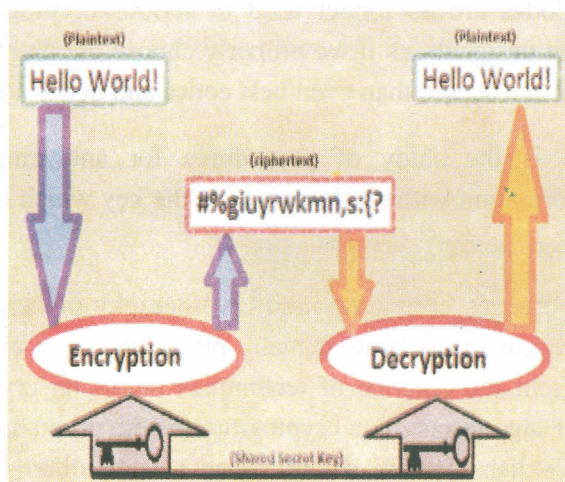 (Plaintext)
Hello World!
(Plaintext)
Hello World!
(ciphertext)
#%giuyrwkmn,s:{?
Encryption
Decryption
(Shared Secret Key)